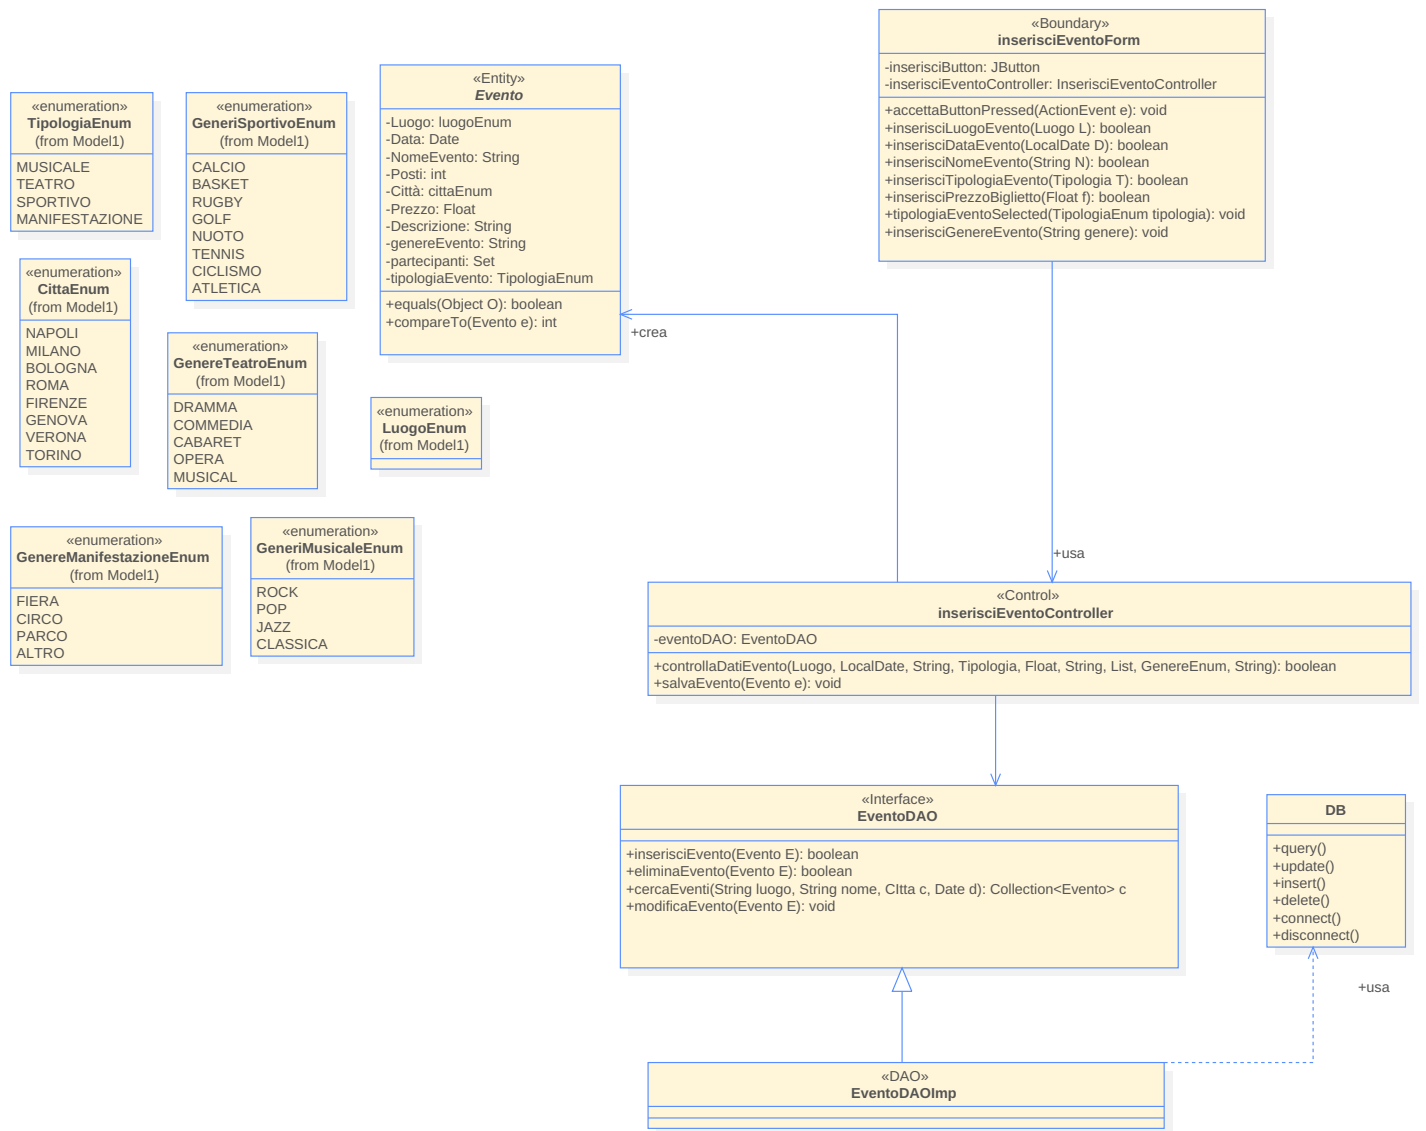 «Boundary»
inserisciEventoForm
-inserisciButton: JButton
-inserisciEventoController: InserisciEventoController
+accettaButtonPressed(ActionEvent e): void
+inserisciLuogoEvento(Luogo L): boolean
+inserisciDataEvento(LocalDate D): boolean
+inserisciNomeEvento(String N): boolean
+inserisciTipologiaEvento(Tipologia T): boolean
+inserisciPrezzoBiglietto(Float f): boolean
+tipologiaEventoSelected(TipologiaEnum tipologia): void
+inserisciGenereEvento(String genere): void
«Entity»
Evento
-Luogo: luogoEnum
-Data: Date
-NomeEvento: String
-Posti: int
-Città: cittaEnum
-Prezzo: Float
-Descrizione: String
-genereEvento: String
-partecipanti: Set
-tipologiaEvento: TipologiaEnum
+equals(Object O): boolean
+compareTo(Evento e): int
«enumeration»
TipologiaEnum
(from Model1)
MUSICALE
TEATRO
SPORTIVO
MANIFESTAZIONE
«enumeration»
GeneriSportivoEnum
(from Model1)
CALCIO
BASKET
RUGBY
GOLF
NUOTO
TENNIS
CICLISMO
ATLETICA
«enumeration»
CittaEnum
(from Model1)
NAPOLI
MILANO
BOLOGNA
ROMA
FIRENZE
GENOVA
VERONA
TORINO
«enumeration»
GenereTeatroEnum
(from Model1)
DRAMMA
COMMEDIA
CABARET
OPERA
MUSICAL
«enumeration»
LuogoEnum
(from Model1)
+crea
«enumeration»
GenereManifestazioneEnum
(from Model1)
FIERA
CIRCO
PARCO
ALTRO
«enumeration»
GeneriMusicaleEnum
(from Model1)
ROCK
POP
JAZZ
CLASSICA
+usa
«Control»
inserisciEventoController
-eventoDAO: EventoDAO
+controllaDatiEvento(Luogo, LocalDate, String, Tipologia, Float, String, List, GenereEnum, String): boolean
+salvaEvento(Evento e): void
«Interface»
EventoDAO
+inserisciEvento(Evento E): boolean
+eliminaEvento(Evento E): boolean
+cercaEventi(String luogo, String nome, CItta c, Date d): Collection<Evento> c
+modificaEvento(Evento E): void
DB
+query()
+update()
+insert()
+delete()
+connect()
+disconnect()
+usa
«DAO»
EventoDAOImp